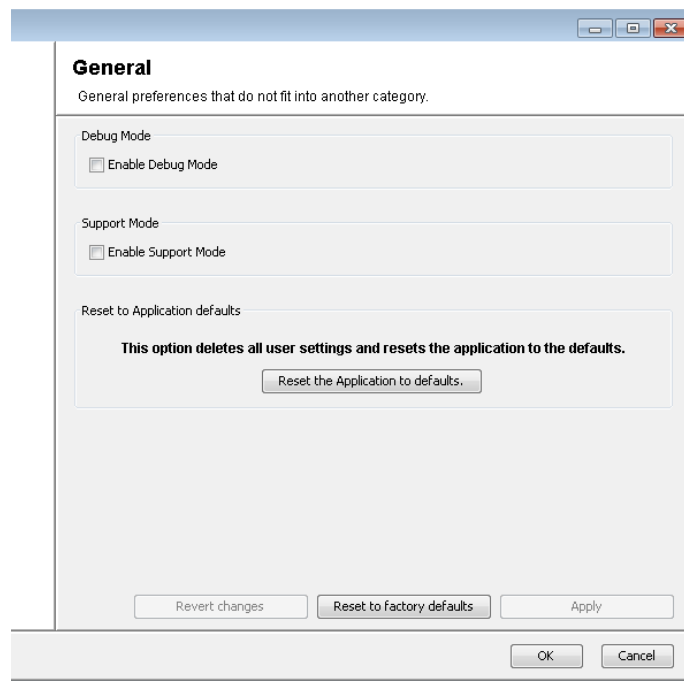 General
General preferences that do not fit into another category.
Debug Mode
Enable Debug Mode
Support Mode
Enable Support Mode
Reset to Application defaults
This option deletes all user settings and resets the application to the defaults.
Reset the Application to defaults.
Revert changes
Reset to factory defaults
Apply
OK
Cancel